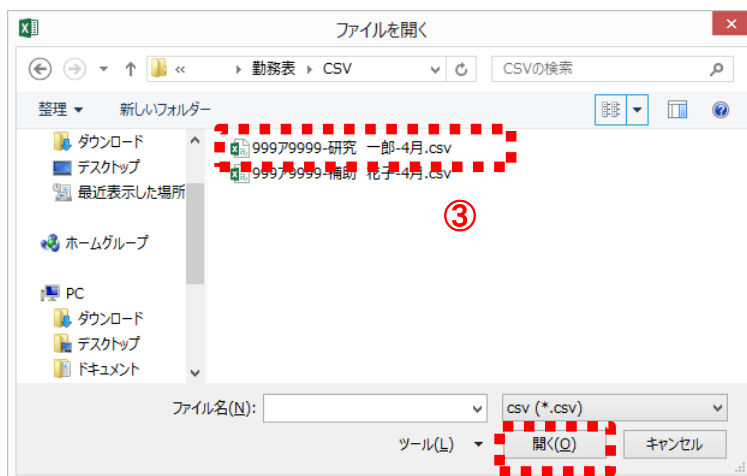 ファイルを開く
« 勤務表 CSV
CSVの検索
整理 新しいフォルダー
ダウンロード
デスクトップ
最近表示した場所
ホームグループ
PC
ダウンロード
デスクトップ
ドキュメント
999ｱ79999-研究 一郎-4月.csv
999ｱ79999-補助 花子-4月.csv
③
ファイル名(N):
csv (*.csv)
ツール(L)
開く(O)
キャンセル